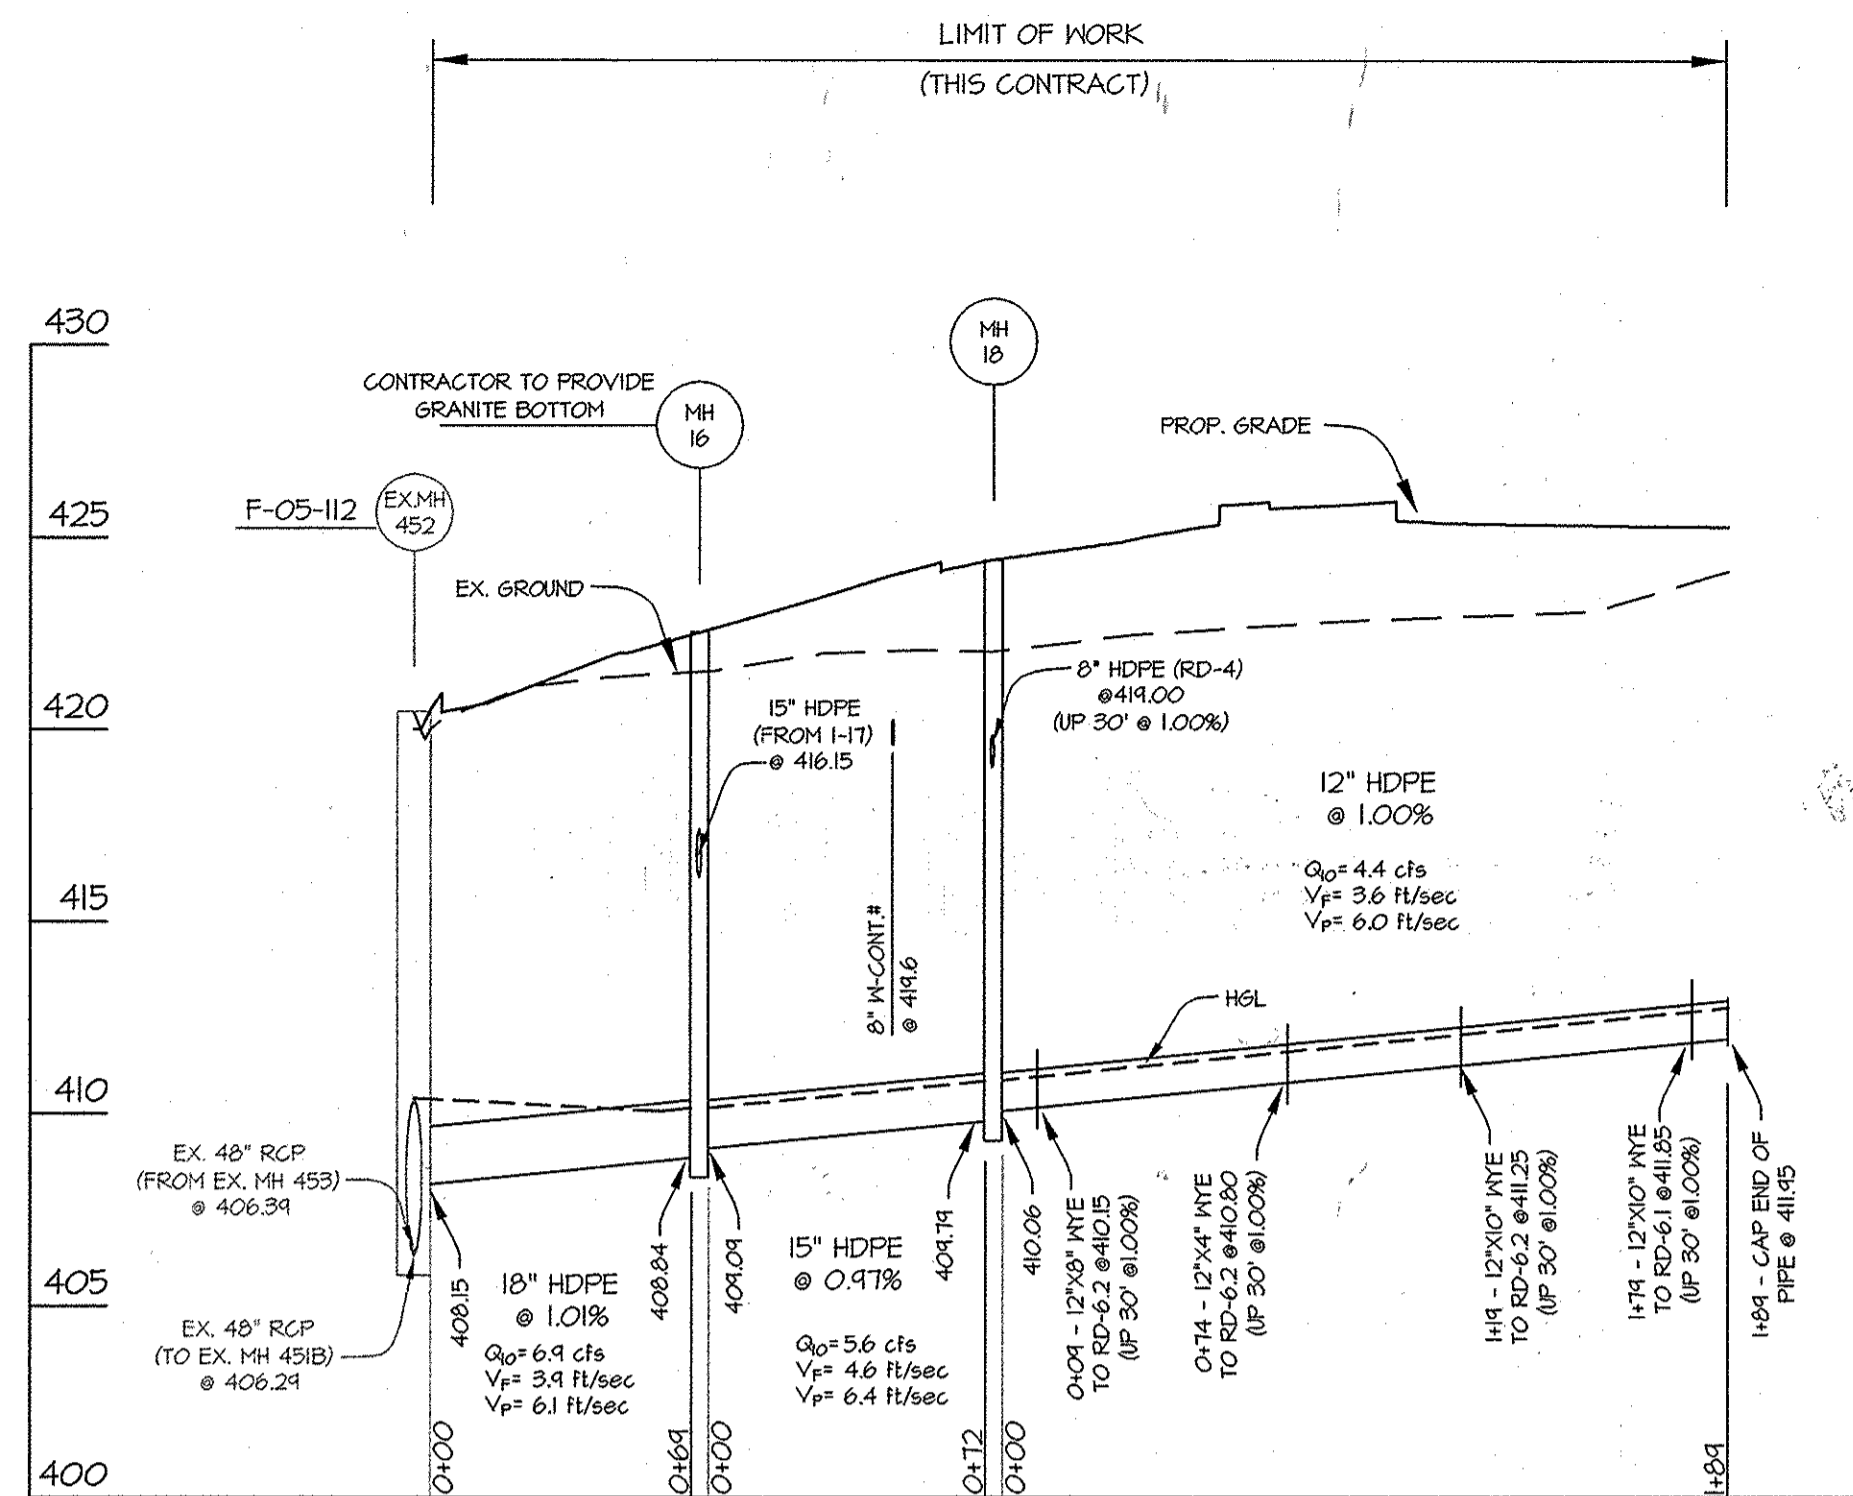 LIMIT OF WORK
(THIS CONTRACT)
430
425
420
415
410
405
400
MH
18
CONTRACTOR TO PROVIDE
GRANITE BOTTOM
MH
16
PROP. GRADE
F-05-112
EX.MH
452
EX. GROUND
8" HDPE (RD-4)
@419.00
(UP 30' @ 1.00%)
15" HDPE
(FROM I-17)
@ 416.15
12" HDPE
@ 1.00%
Q10= 4.4 cfs
VF= 3.6 ft/sec
VP= 6.0 ft/sec
8" W-CONT.#
@ 419.6
HGL
EX. 48" RCP
(FROM EX. MH 453)
@ 406.39
EX. 48" RCP
(TO EX. MH 451B)
@ 406.29
408.15
18" HDPE
@ 1.01%
Q10= 6.9 cfs
VF= 3.9 ft/sec
VP= 6.1 ft/sec
408.84
409.09
15" HDPE
@ 0.97%
Q10= 5.6 cfs
VF= 4.6 ft/sec
VP= 6.4 ft/sec
409.79
410.06
0+09 - 12"X8" WYE
TO RD-6.2 @410.15
(UP 30' @1.00%)
0+74 - 12"X4" WYE
TO RD-6.2 @410.80
(UP 30' @1.00%)
1+19 - 12"X10" WYE
TO RD-6.2 @411.25
(UP 30' @1.00%)
1+79 - 12"X10" WYE
TO RD-6.1 @411.85
(UP 30' @1.00%)
1+89 - CAP END OF
PIPE @ 411.95
0+00
0+69
0+00
0+72
0+00
1+89